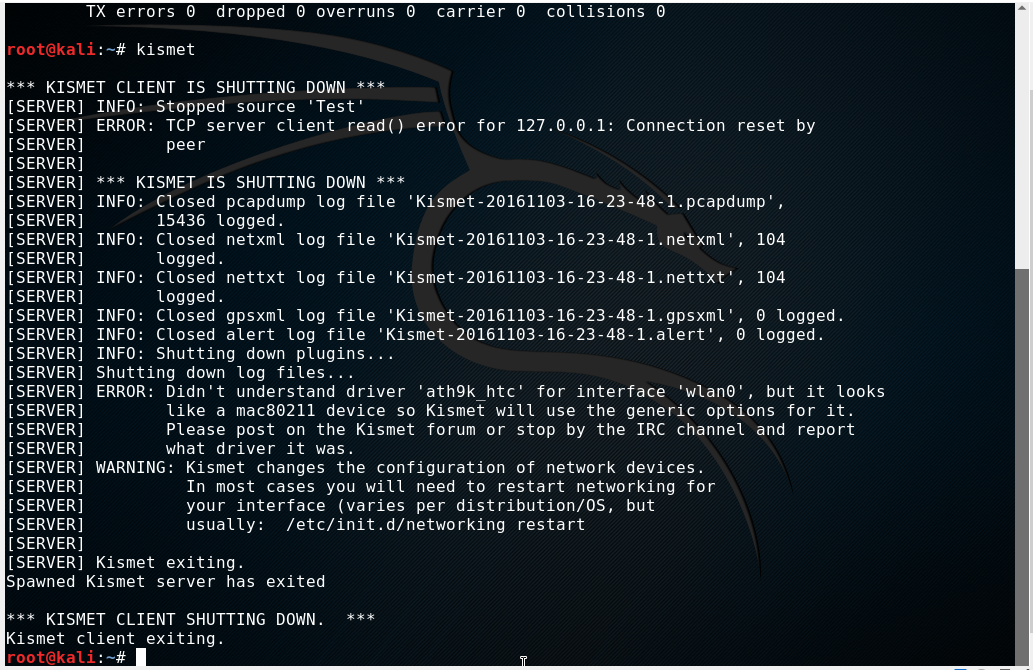 TX errors 0  dropped 0 overruns 0  carrier 0  collisions 0
root@kali:~# kismet
*** KISMET CLIENT IS SHUTTING DOWN ***
[SERVER] INFO: Stopped source 'Test'
[SERVER] ERROR: TCP server client read() error for 127.0.0.1: Connection reset by
[SERVER]        peer
[SERVER]
[SERVER] *** KISMET IS SHUTTING DOWN ***
[SERVER] INFO: Closed pcapdump log file 'Kismet-20161103-16-23-48-1.pcapdump',
[SERVER]       15436 logged.
[SERVER] INFO: Closed netxml log file 'Kismet-20161103-16-23-48-1.netxml', 104
[SERVER]       logged.
[SERVER] INFO: Closed nettxt log file 'Kismet-20161103-16-23-48-1.nettxt', 104
[SERVER]       logged.
[SERVER] INFO: Closed gpsxml log file 'Kismet-20161103-16-23-48-1.gpsxml', 0 logged.
[SERVER] INFO: Closed alert log file 'Kismet-20161103-16-23-48-1.alert', 0 logged.
[SERVER] INFO: Shutting down plugins...
[SERVER] Shutting down log files...
[SERVER] ERROR: Didn't understand driver 'ath9k_htc' for interface 'wlan0', but it looks
[SERVER]        like a mac80211 device so Kismet will use the generic options for it.
[SERVER]        Please post on the Kismet forum or stop by the IRC channel and report
[SERVER]        what driver it was.
[SERVER] WARNING: Kismet changes the configuration of network devices.
[SERVER]          In most cases you will need to restart networking for
[SERVER]          your interface (varies per distribution/OS, but
[SERVER]          usually:  /etc/init.d/networking restart
[SERVER]
[SERVER] Kismet exiting.
Spawned Kismet server has exited
*** KISMET CLIENT SHUTTING DOWN.  ***
Kismet client exiting.
root@kali:~#